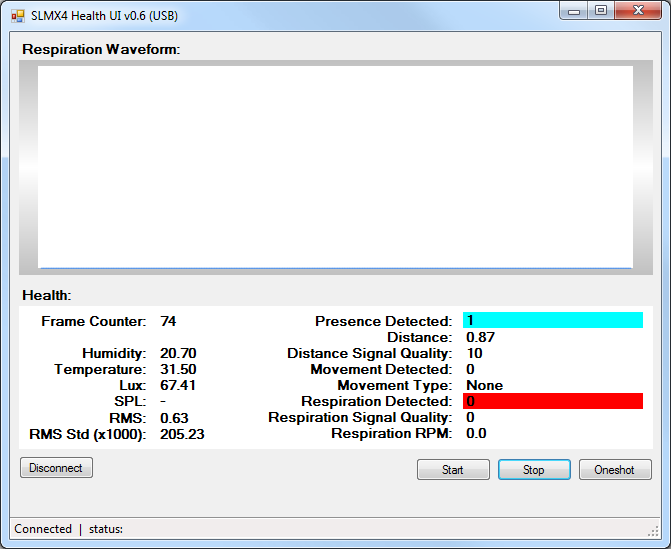 SLMX4 Health UI v0.6 (USB)
Respiration Waveform:
Health:
Frame Counter: 74
Humidity: 20.70
Temperature: 31.50
Lux: 67.41
SPL: -
RMS: 0.63
RMS Std (x1000): 205.23
Presence Detected: 1
Distance: 0.87
Distance Signal Quality: 10
Movement Detected: 0
Movement Type: None
Respiration Detected: 0
Respiration Signal Quality: 0
Respiration RPM: 0.0
Disconnect
Start
Stop
Oneshot
Connected | status: